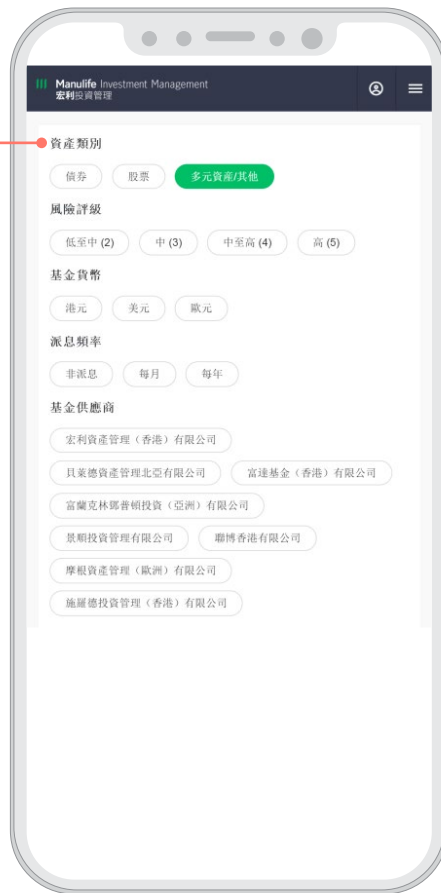 Manulife Investment Management
宏利投資管理
資產類別
債券 股票 多元資産/其他
風險評級
低至中 (2) 中 (3) 中至高 (4) 高 (5)
基金貨幣
港元 美元 歐元
派息頻率
非派息 每月 每年
基金供應商
宏利資產管理（香港）有限公司
貝萊德資產管理北亞有限公司 富達基金（香港）有限公司
富蘭克林鄧普頓投資（亞洲）有限公司
景順投資管理有限公司 聯博香港有限公司
摩根資產管理（歐洲）有限公司
施羅德投資管理（香港）有限公司